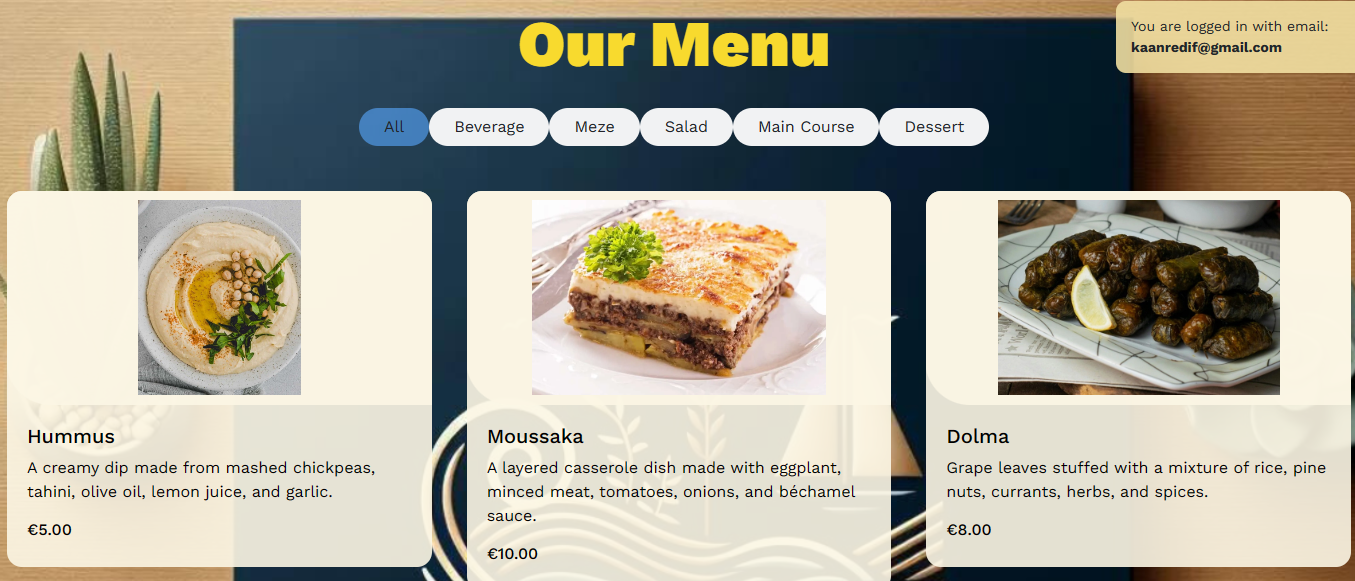 Our Menu
You are logged in with email:
kaanredif@gmail.com
All
Beverage
Meze
Salad
Main Course
Dessert
Hummus
A creamy dip made from mashed chickpeas,
tahini, olive oil, lemon juice, and garlic.
€5.00
Moussaka
A layered casserole dish made with eggplant,
minced meat, tomatoes, onions, and béchamel
sauce.
€10.00
Dolma
Grape leaves stuffed with a mixture of rice, pine
nuts, currants, herbs, and spices.
€8.00